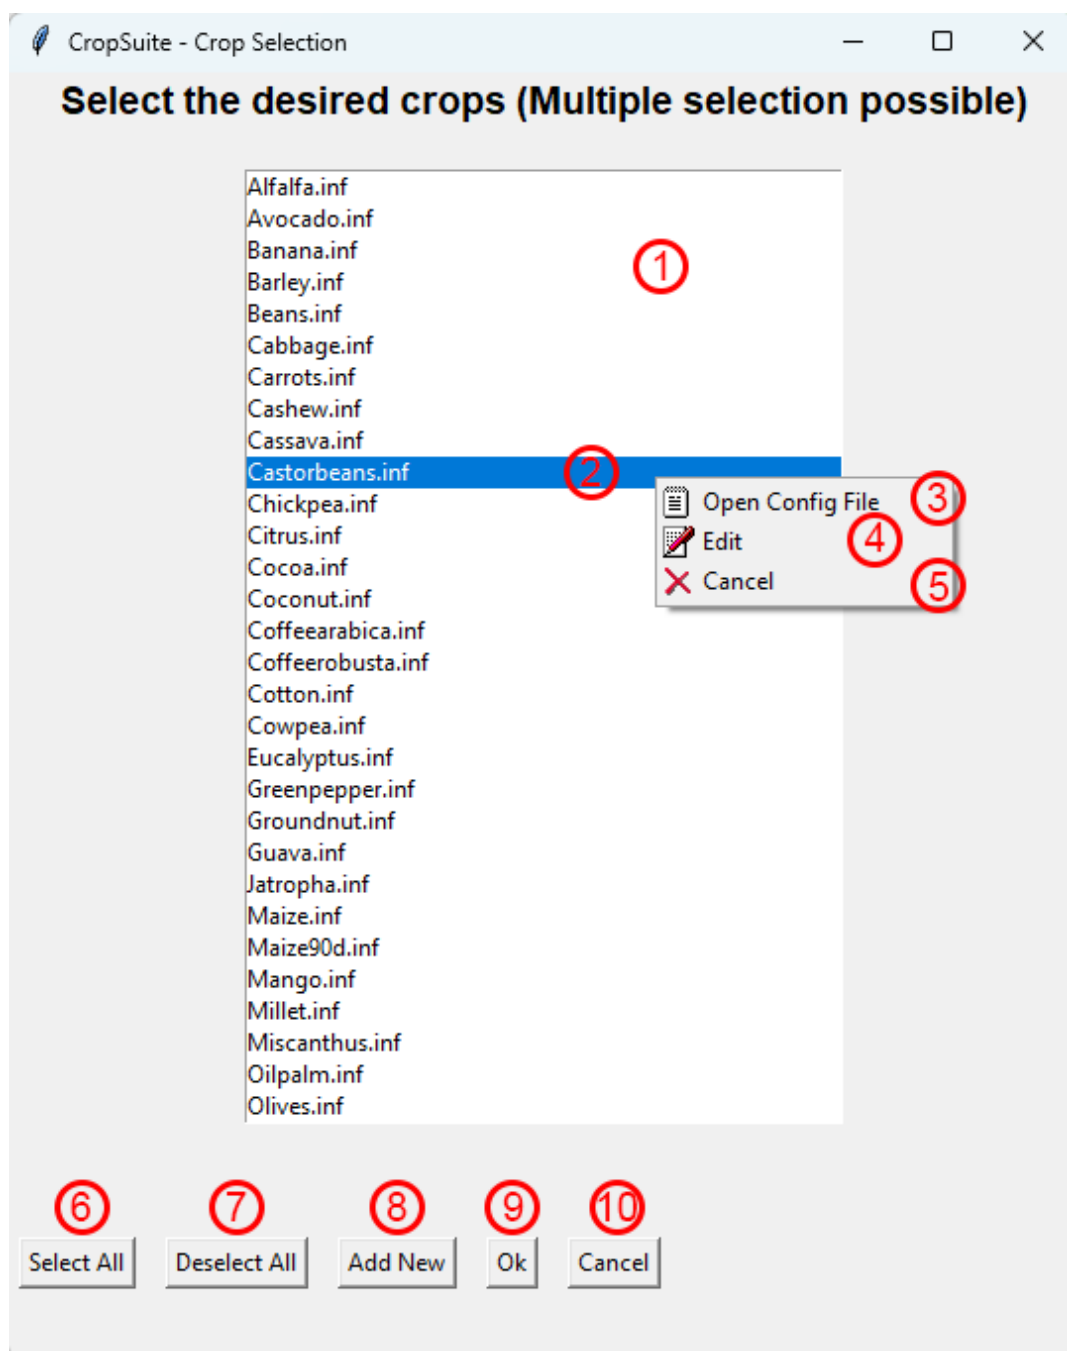 CropSuite - Crop Selection
Select the desired crops (Multiple selection possible)
Alfalfa.inf
Avocado.inf
Banana.inf
1
Barley.inf
Beans.inf
Cabbage.inf
Carrots.inf
Cashew.inf
Cassava.inf
Castorbeans.inf 2
Chickpea.inf
Open Config File 3
Citrus.inf
Edit 4
Cocoa.inf
Cancel 5
Coconut.inf
Coffeearabica.inf
Coffeerobusta.inf
Cotton.inf
Cowpea.inf
Eucalyptus.inf
Greenpepper.inf
Groundnut.inf
Guava.inf
Jatropha.inf
Maize.inf
Maize90d.inf
Mango.inf
Millet.inf
Miscanthus.inf
Oilpalm.inf
Olives.inf
6 7 8 9 10
Select All Deselect All Add New Ok Cancel